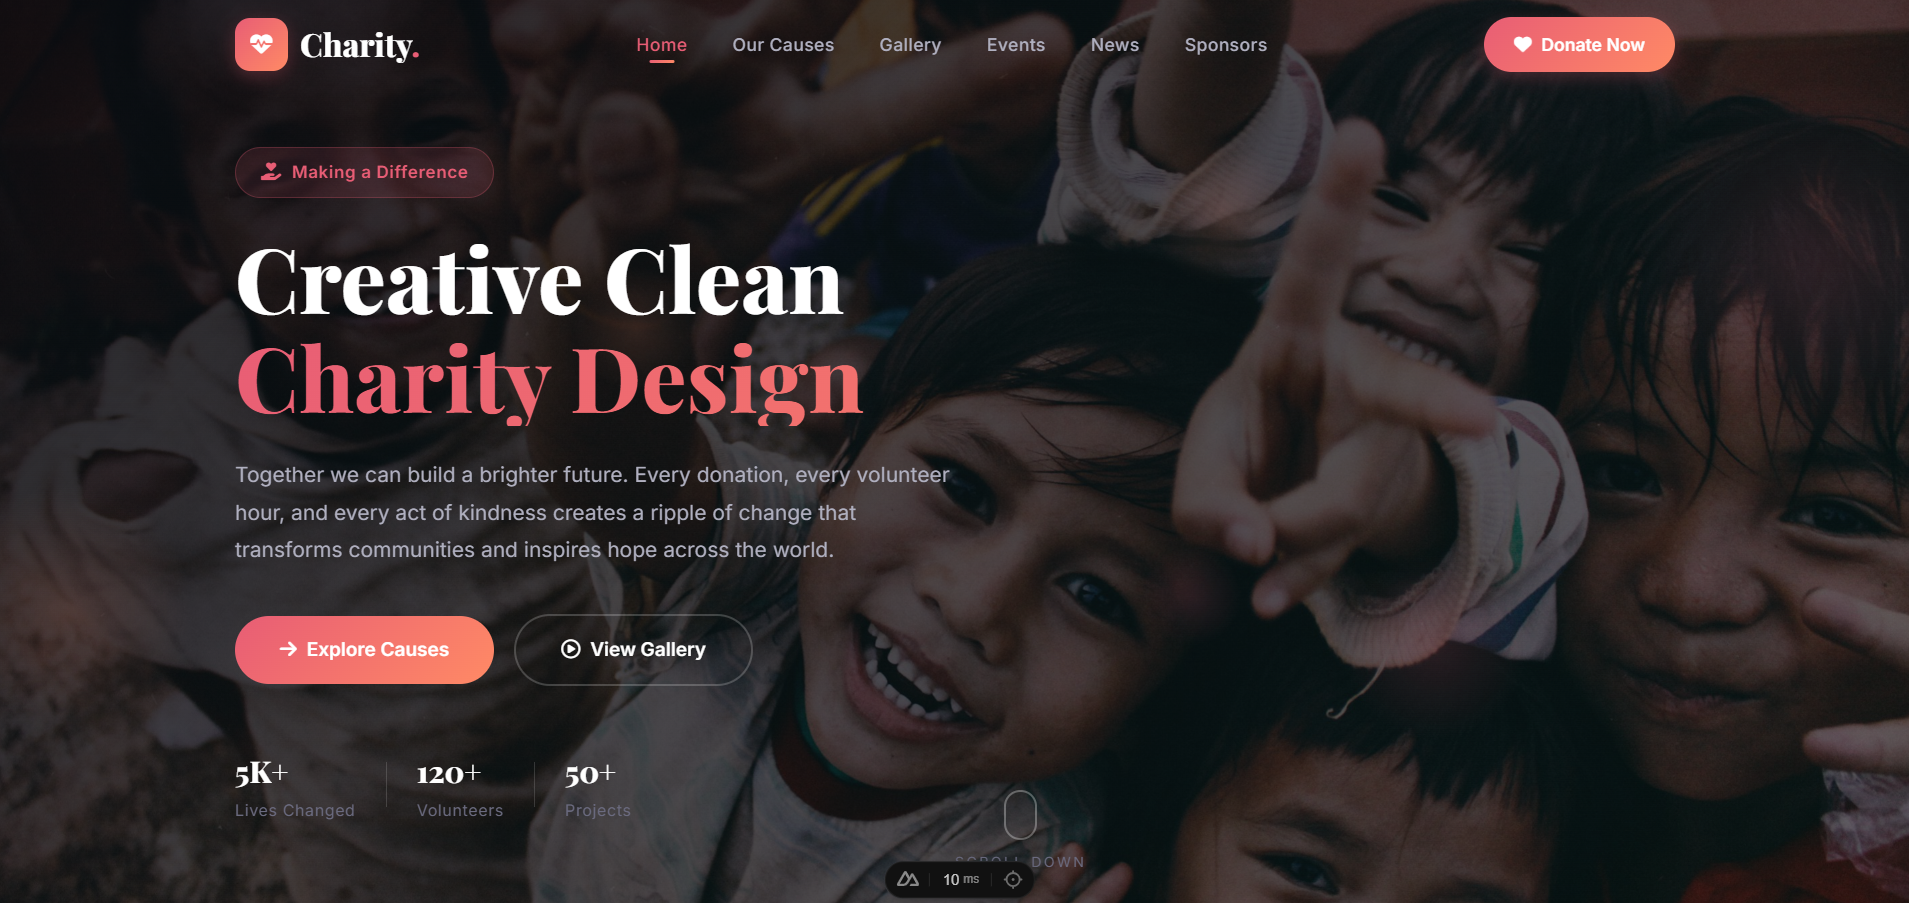 Charity.
Home
Our Causes
Gallery
Events
News
Sponsors
Donate Now
Making a Difference
Creative Clean
Charity Design
Together we can build a brighter future. Every donation, every volunteer
hour, and every act of kindness creates a ripple of change that
transforms communities and inspires hope across the world.
Explore Causes
View Gallery
5K+
Lives Changed
120+
Volunteers
50+
Projects
SCROLL DOWN
10 ms